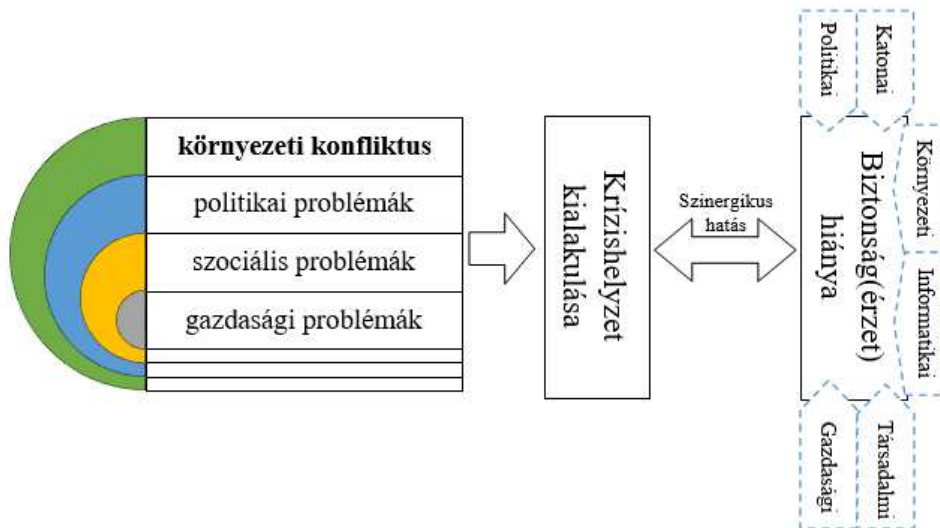 környezeti konfliktus
politikai problémák
szociális problémák
gazdasági problémák
Krízishelyzet
kialakulása
Szinergikus
hatás
Biztonság(érzet)
hiánya
Politikai
Katonai
Környezeti
Informatikai
Gazdasági
Társadalmi